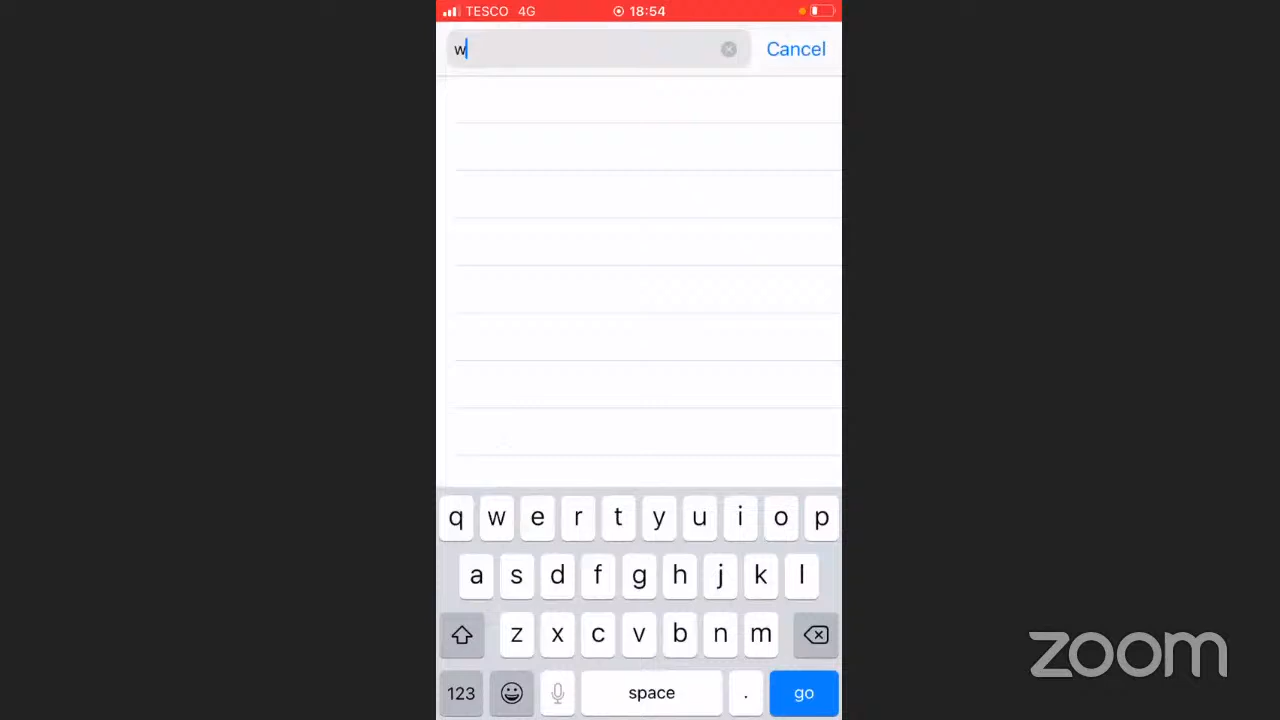 TESCO 4G 18:54
w Cancel
q w e r t y u i o p
a s d f g h j k l
z x c v b n m
123 space . go
zoom